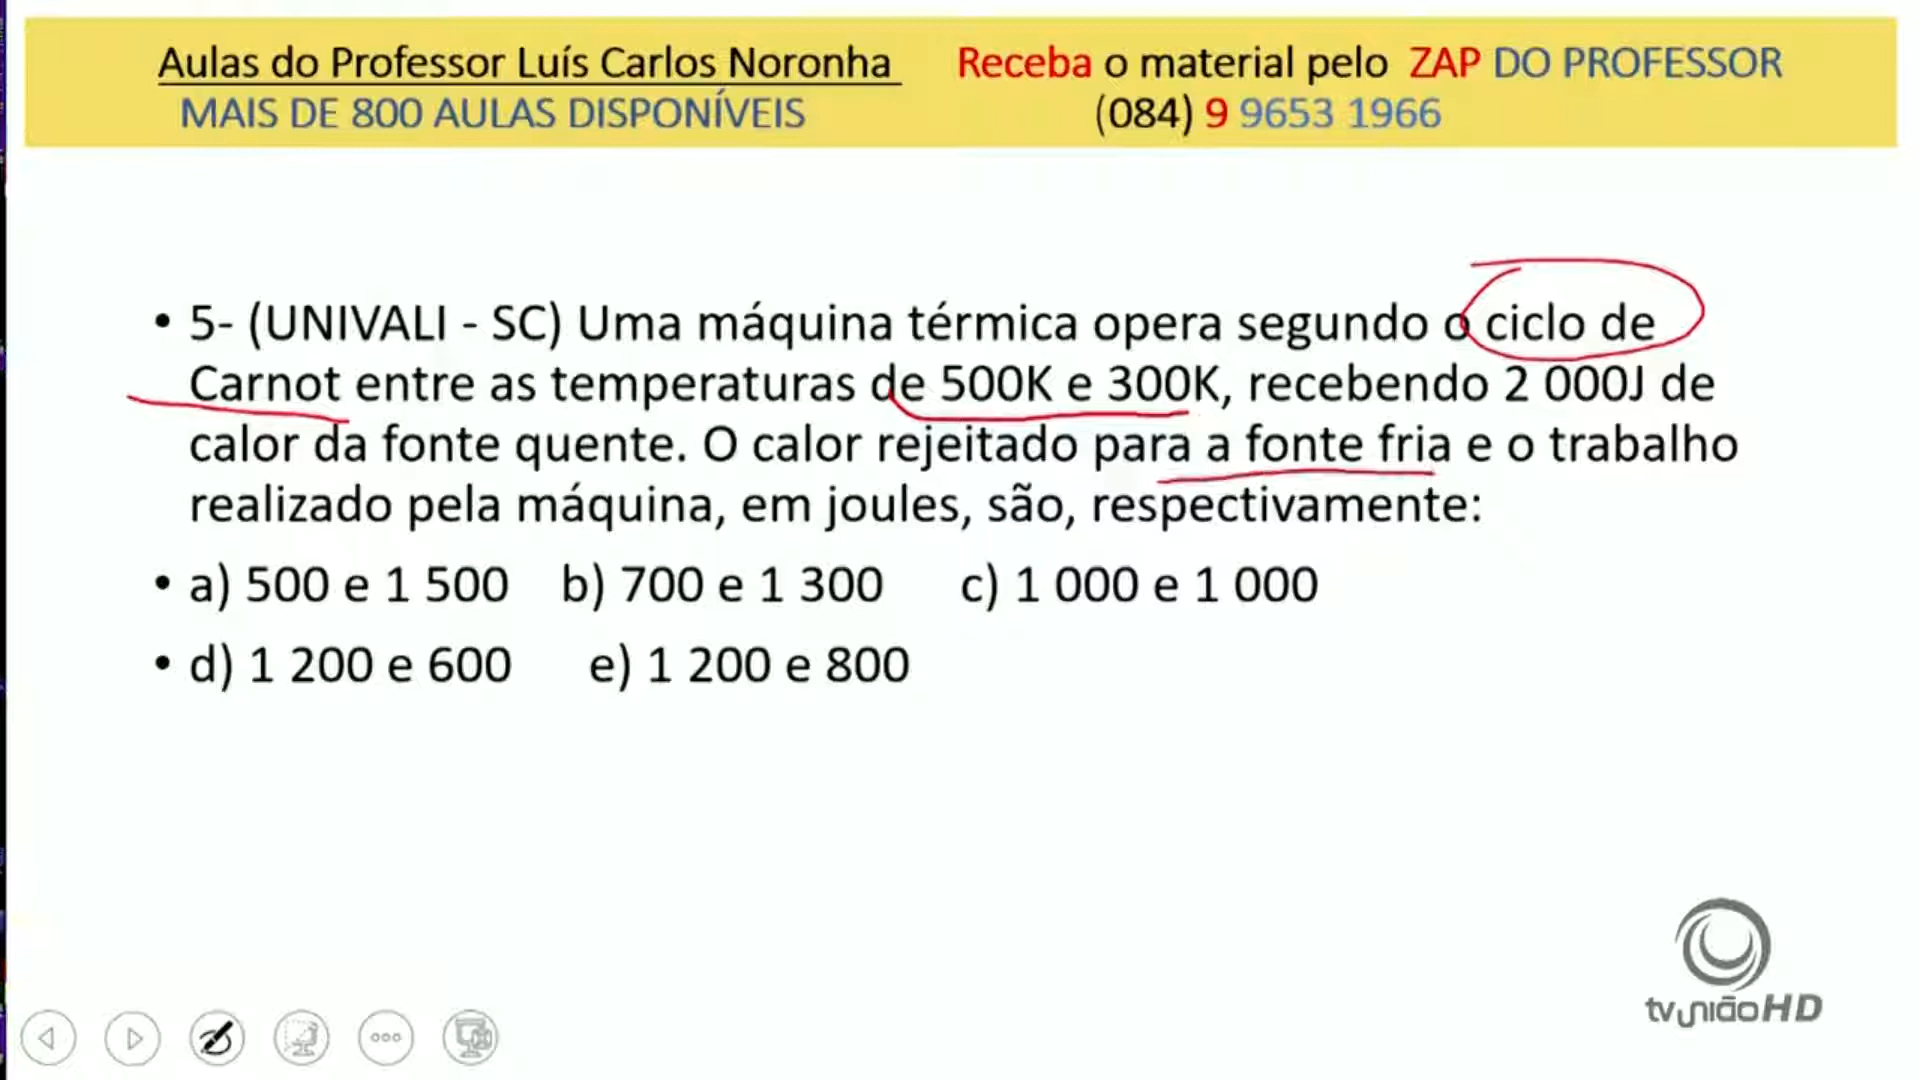 Aulas do Professor Luís Carlos Noronha Receba o material pelo ZAP DO PROFESSOR
MAIS DE 800 AULAS DISPONÍVEIS (084) 9 9653 1966
• 5- (UNIVALI - SC) Uma máquina térmica opera segundo o ciclo de
Carnot entre as temperaturas de 500K e 300K, recebendo 2 000J de
calor da fonte quente. O calor rejeitado para a fonte fria e o trabalho
realizado pela máquina, em joules, são, respectivamente:
• a) 500 e 1 500 b) 700 e 1 300 c) 1 000 e 1 000
• d) 1 200 e 600 e) 1 200 e 800
tv uniãoHD